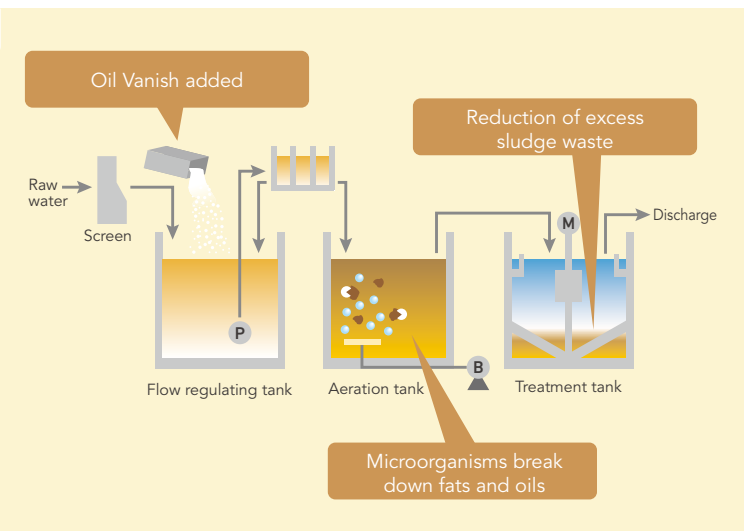 Oil Vanish added
Reduction of excess
sludge waste
Raw
water
Screen
M
Discharge
P
B
Flow regulating tank
Aeration tank
Treatment tank
Microorganisms break
down fats and oils